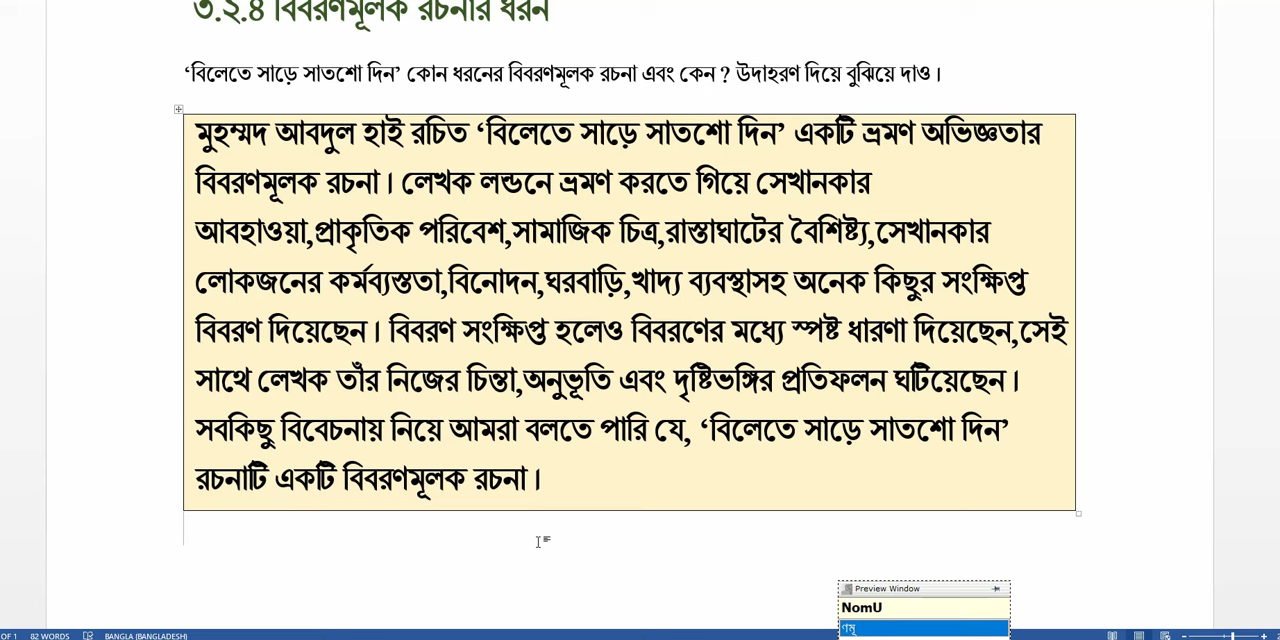 ৩.২.৪ বিবরণমূলক রচনার ধরন
‘বিলেতে সাড়ে সাতশো দিন’ কোন ধরনের বিবরণমূলক রচনা এবং কেন ? উদাহরণ দিয়ে বুঝিয়ে দাও।
মুহম্মদ আবদুল হাই রচিত ‘বিলেতে সাড়ে সাতশো দিন’ একটি ভ্রমণ অভিজ্ঞতার
বিবরণমূলক রচনা। লেখক লন্ডনে ভ্রমণ করতে গিয়ে সেখানকার
আবহাওয়া,প্রাকৃতিক পরিবেশ,সামাজিক চিত্র,রাস্তাঘাটের বৈশিষ্ট্য,সেখানকার
লোকজনের কর্মব্যস্ততা,বিনোদন,ঘরবাড়ি,খাদ্য ব্যবস্থাসহ অনেক কিছুর সংক্ষিপ্ত
বিবরণ দিয়েছেন। বিবরণ সংক্ষিপ্ত হলেও বিবরণের মধ্যে স্পষ্ট ধারণা দিয়েছেন,সেই
সাথে লেখক তাঁর নিজের চিন্তা,অনুভূতি এবং দৃষ্টিভঙ্গির প্রতিফলন ঘটিয়েছেন।
সবকিছু বিবেচনায় নিয়ে আমরা বলতে পারি যে, ‘বিলেতে সাড়ে সাতশো দিন’
রচনাটি একটি বিবরণমূলক রচনা।
Preview Window
NomU
ণমূ
OF 1 82 WORDS BANGLA (BANGLADESH)